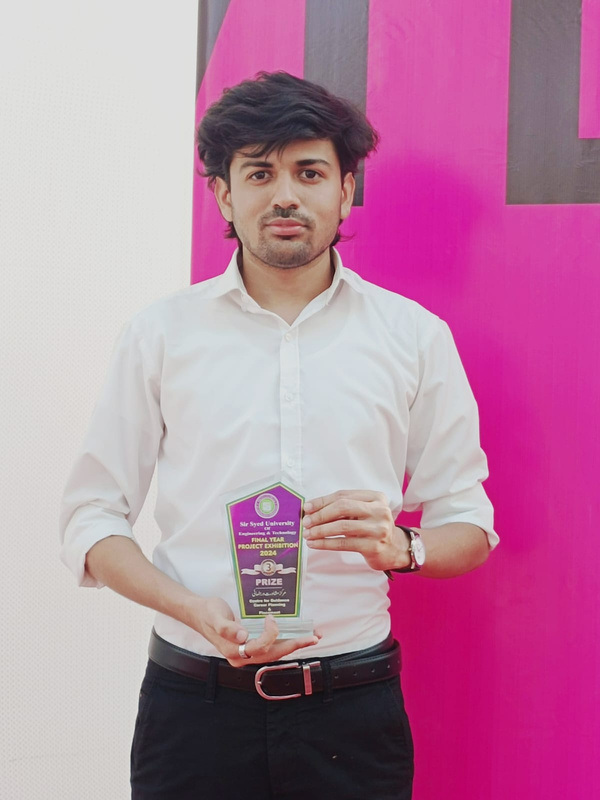 Sir Syed University
Of
Engineering & Technology
FINAL YEAR
PROJECT EXHIBITION
2024
3
PRIZE
Centre for Guidance
Career Planning
&
Placement